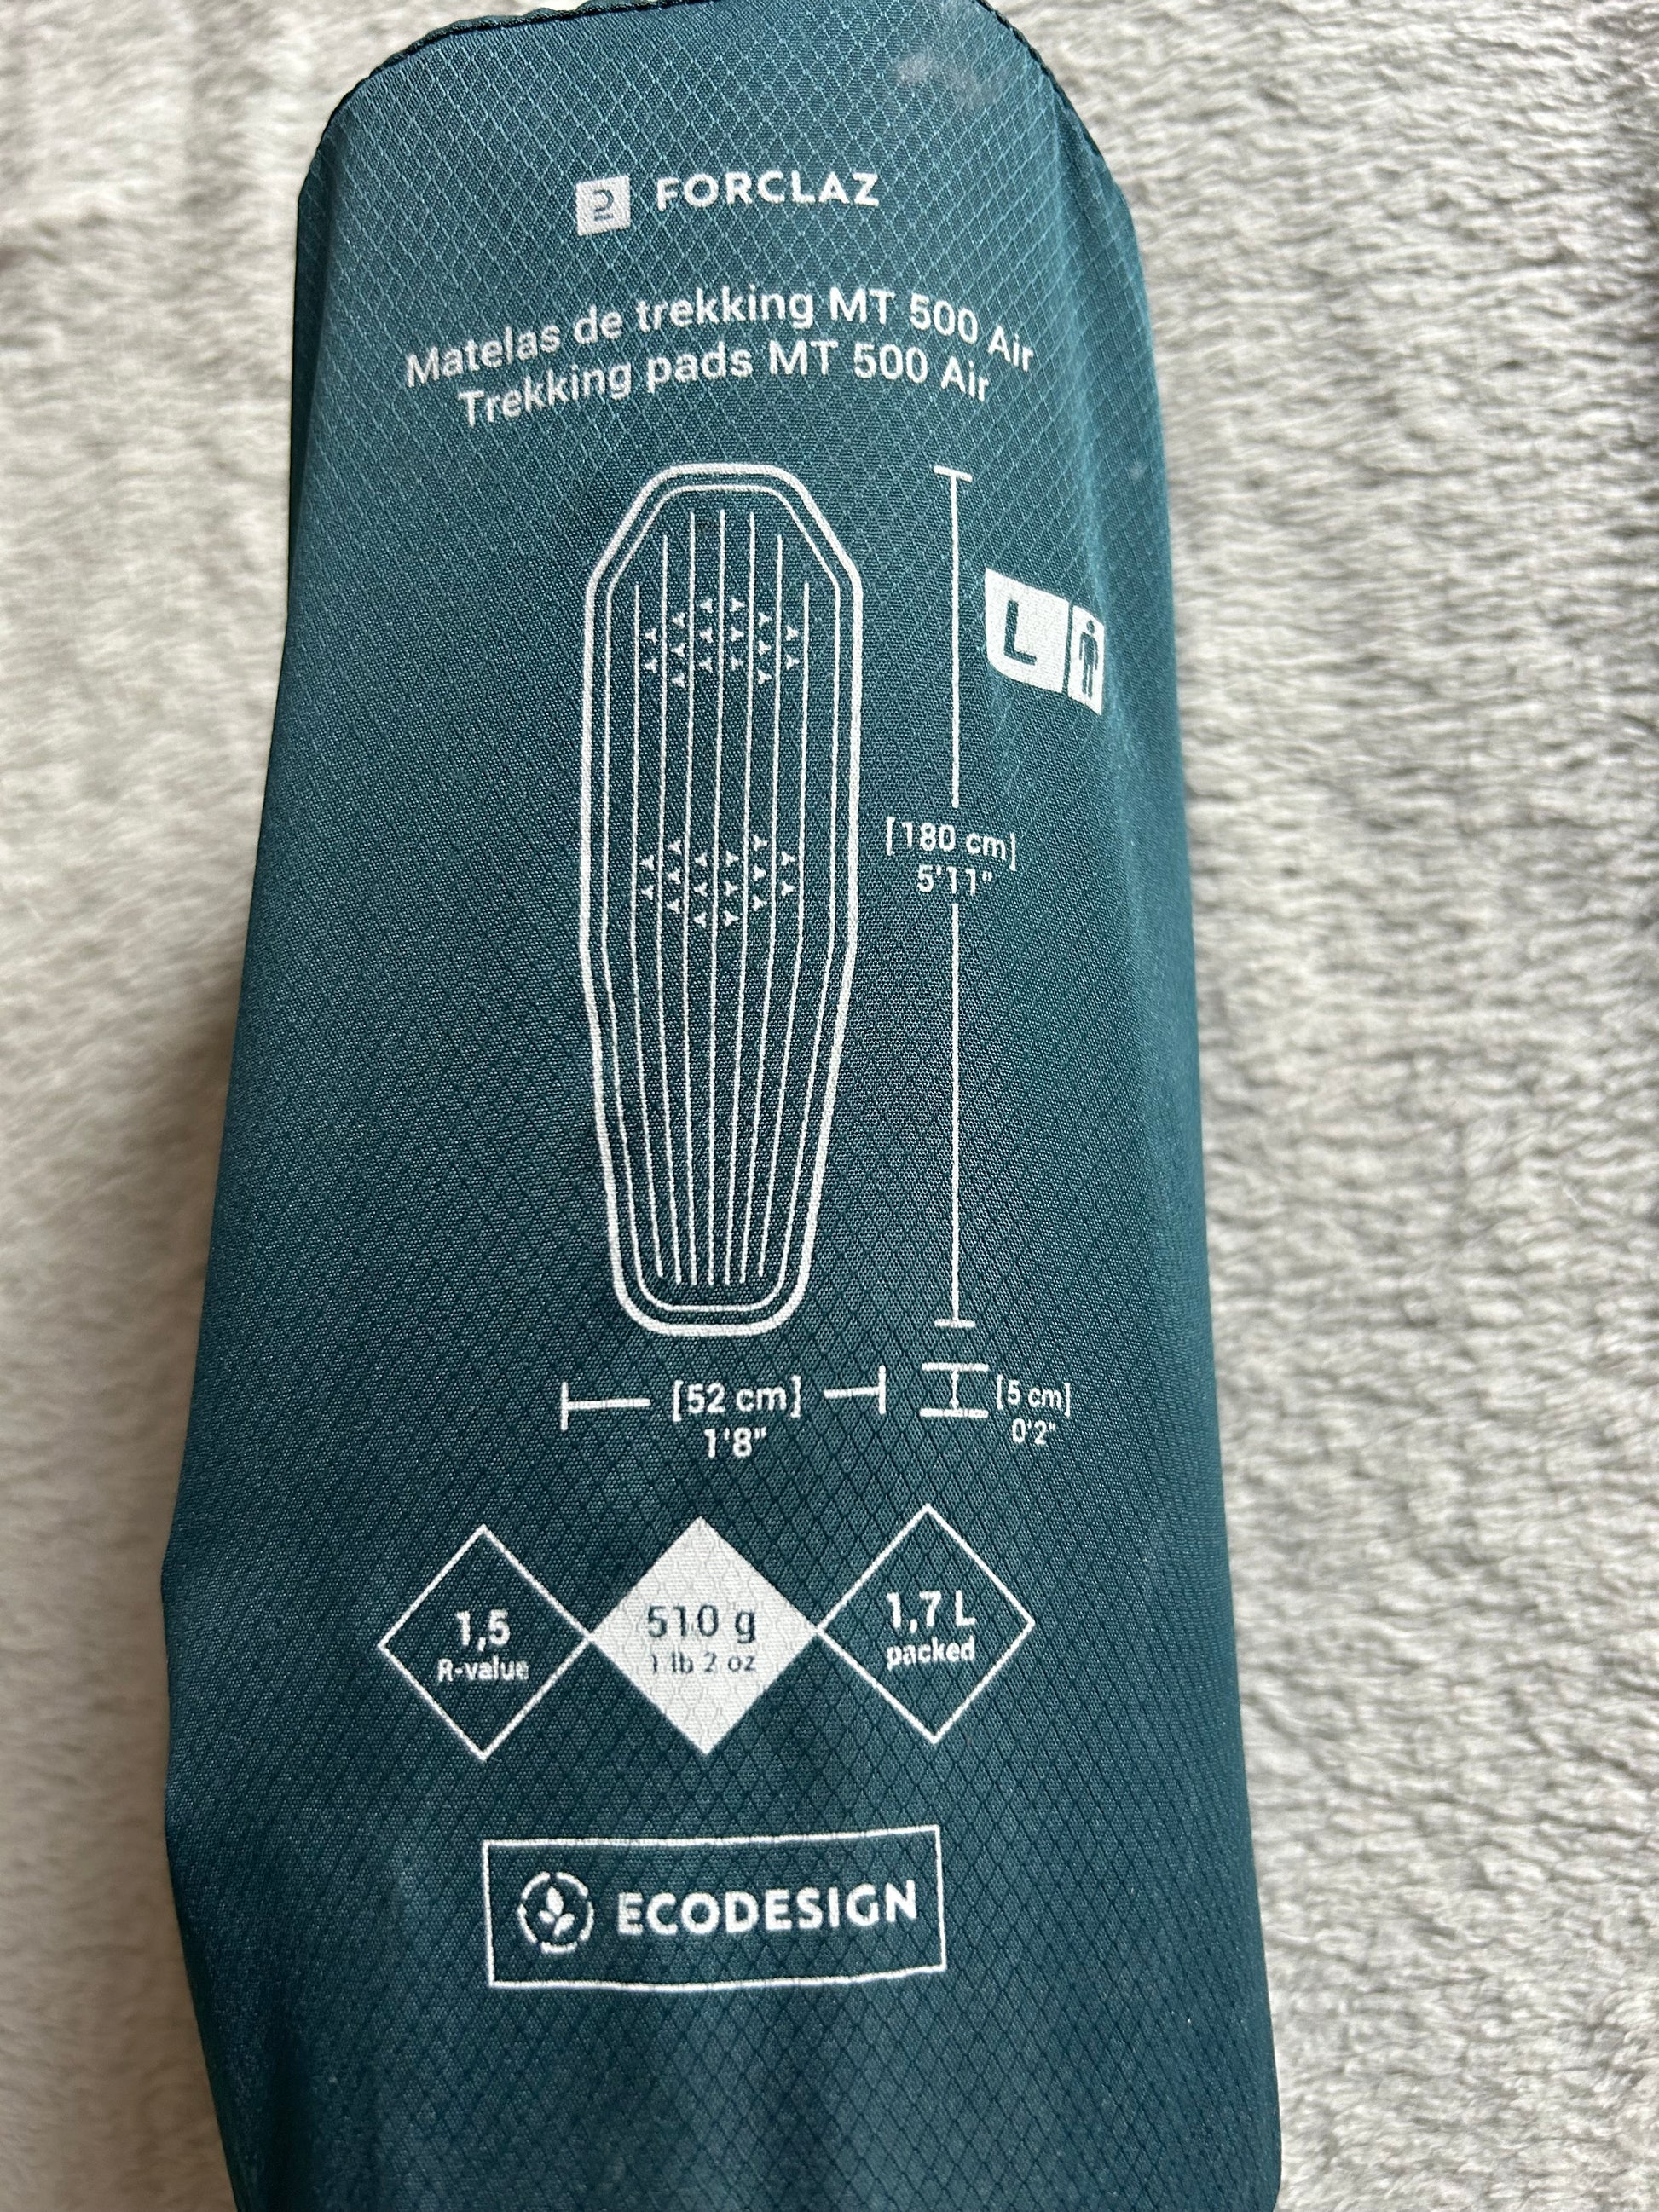 FORCLAZ
Matelas de trekking MT 500 Air
Trekking pads MT 500 Air
L
[180 cm]
5'11"
[52 cm]
1'8"
[5 cm]
0'2"
1,5
R-value
510 g
1 lb 2 oz
1,7 L
packed
ECODESIGN